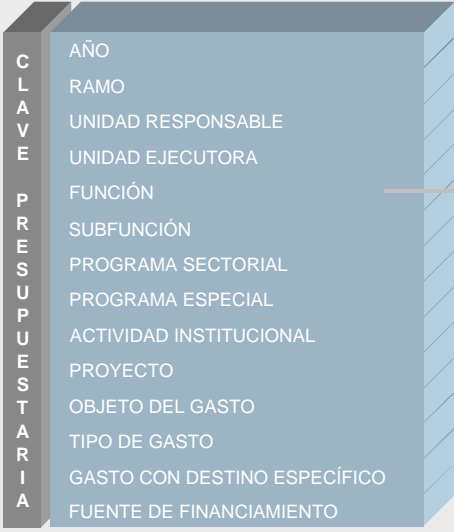 CLAVE PRESUPUESTARIA
AÑO
RAMO
UNIDAD RESPONSABLE
UNIDAD EJECUTORA
FUNCIÓN
SUBFUNCIÓN
PROGRAMA SECTORIAL
PROGRAMA ESPECIAL
ACTIVIDAD INSTITUCIONAL
PROYECTO
OBJETO DEL GASTO
TIPO DE GASTO
GASTO CON DESTINO ESPECÍFICO
FUENTE DE FINANCIAMIENTO